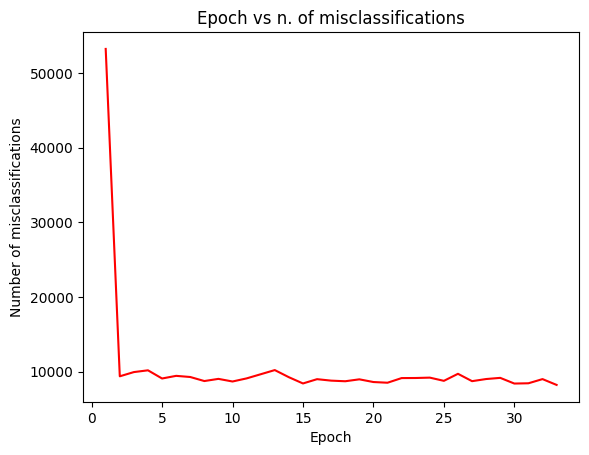 Epoch vs n. of misclassifications
50000
40000
30000
20000
10000
Number of misclassifications
0 5 10 15 20 25 30
Epoch